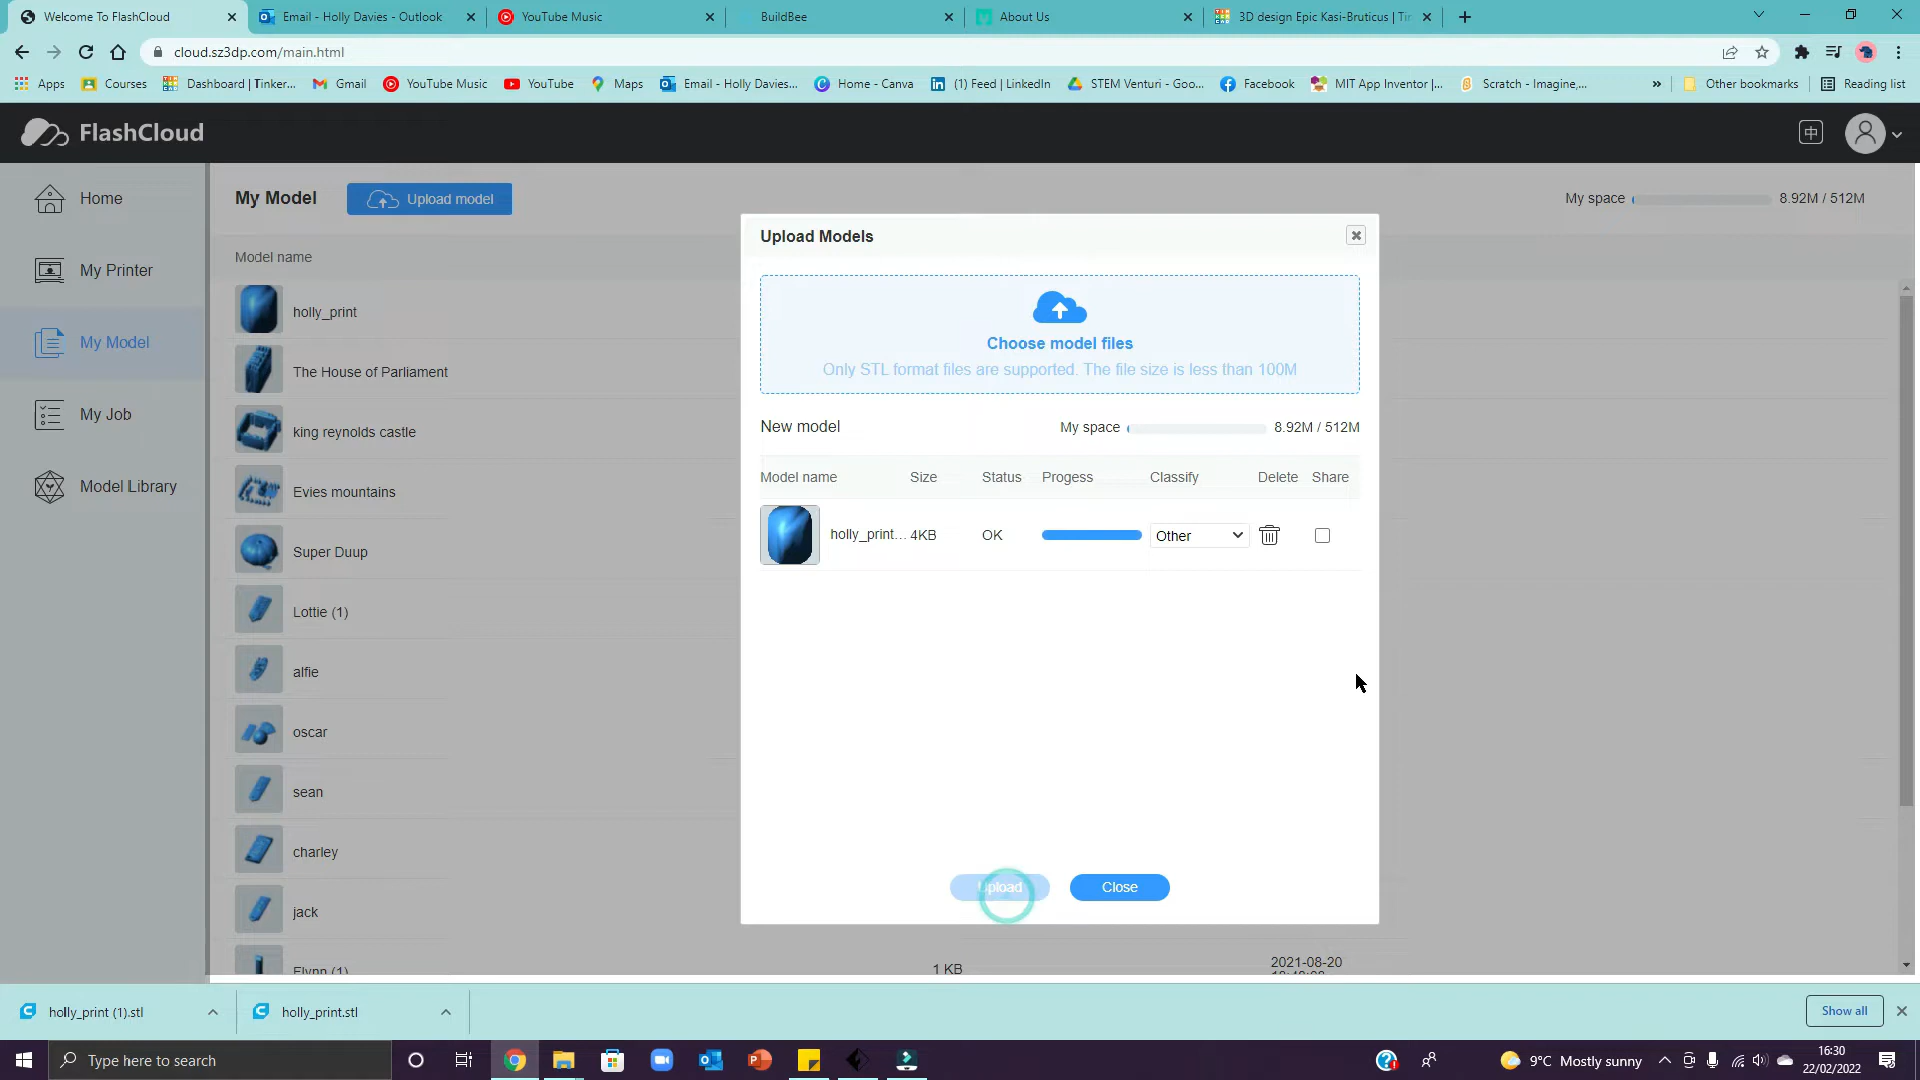 Welcome To FlashCloud
Email - Holly Davies - Outlook
YouTube Music
BuildBee
About Us
3D design Epic Kasi-Bruticus | Tin
cloud.sz3dp.com/main.html
Apps
Courses
Dashboard | Tinker...
Gmail
YouTube Music
YouTube
Maps
Email - Holly Davies...
Home - Canva
(1) Feed | LinkedIn
STEM Venturi - Goo...
Facebook
MIT App Inventor |...
Scratch - Imagine,...
»
Other bookmarks
Reading list
FlashCloud
中
Home
My Printer
My Model
My Job
Model Library
My Model
Upload model
My space
8.92M / 512M
Model name
holly_print
The House of Parliament
king reynolds castle
Evies mountains
Super Duup
Lottie (1)
alfie
oscar
sean
charley
jack
Flynn (1)
1 KB
2021-08-20
Upload Models
Choose model files
Only STL format files are supported. The file size is less than 100M
New model
My space
8.92M / 512M
Model name
Size
Status
Progess
Classify
Delete
Share
holly_print...
4KB
OK
Other
Upload
Close
holly_print (1).stl
holly_print.stl
Show all
Type here to search
9°C Mostly sunny
16:30
22/02/2022